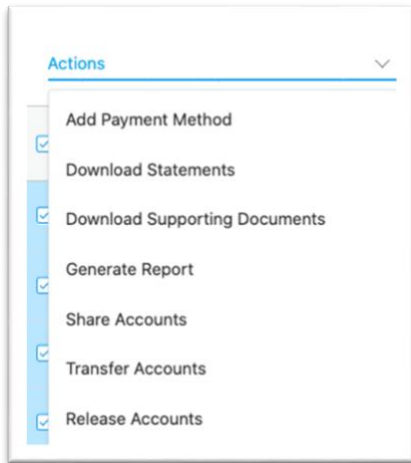 Actions
Add Payment Method
Download Statements
Download Supporting Documents
Generate Report
Share Accounts
Transfer Accounts
Release Accounts